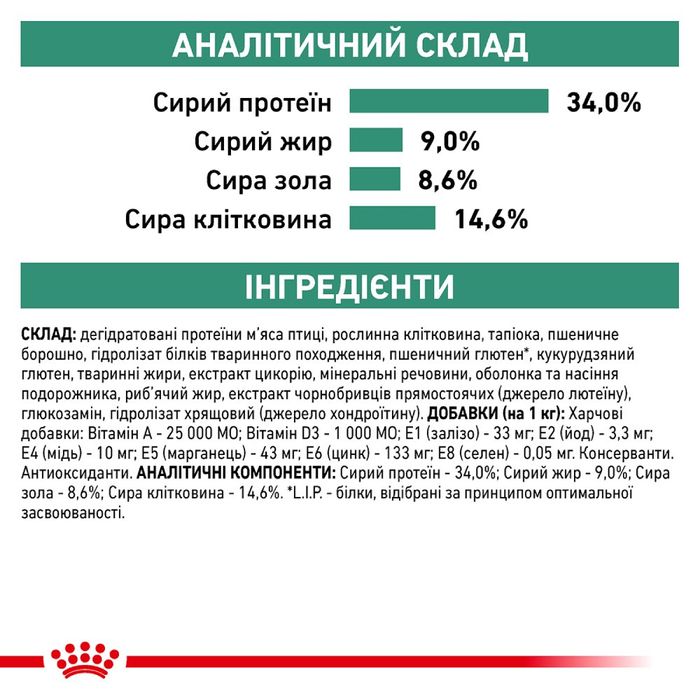 АНАЛІТИЧНИЙ СКЛАД
Сирий протеїн 34,0%
Сирий жир 9,0%
Сира зола 8,6%
Сира клітковина 14,6%
ІНГРЕДІЄНТИ
СКЛАД: дегідратовані протеїни м’яса птиці, рослинна клітковина, тапіока, пшеничне
борошно, гідролізат білків тваринного походження, пшеничний глютен*, кукурудзяний
глютен, тваринні жири, екстракт цикорію, мінеральні речовини, оболонка та насіння
подорожника, риб’ячий жир, екстракт чорнобривців прямостоячих (джерело лютеїну),
глюкозамін, гідролізат хрящовий (джерело хондроїтину). ДОБАВКИ (на 1 кг): Харчові
добавки: Вітамін А - 25 000 МО; Вітамін D3 - 1 000 МО; Е1 (залізо) - 33 мг; Е2 (йод) - 3,3 мг;
Е4 (мідь) - 10 мг; Е5 (марганець) - 43 мг; Е6 (цинк) - 133 мг; Е8 (селен) - 0,05 мг. Консерванти.
Антиоксиданти. АНАЛІТИЧНІ КОМПОНЕНТИ: Сирий протеїн - 34,0%; Сирий жир - 9,0%; Сира
зола - 8,6%; Сира клітковина - 14,6%. *L.I.P. - білки, відібрані за принципом оптимальної
засвоюваності.